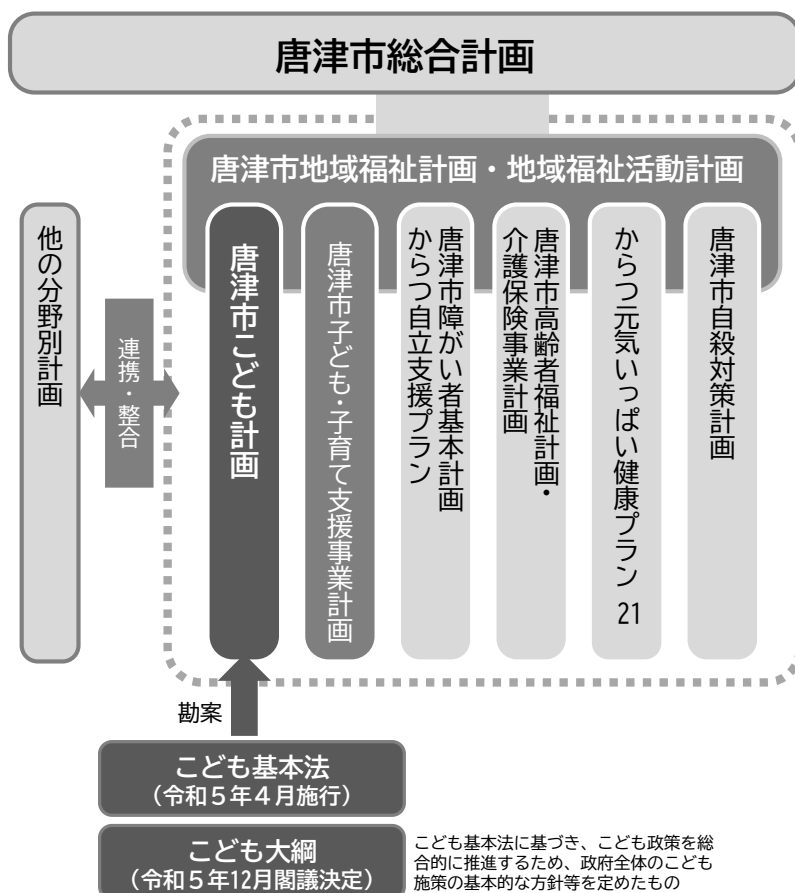 唐津市総合計画
唐津市地域福祉計画・地域福祉活動計画
他の分野別計画
連携・整合
唐津市こども計画
唐津市子ども・子育て支援事業計画
唐津市障がい者基本計画
からつ自立支援プラン
唐津市高齢者福祉計画・
介護保険事業計画
からつ元気いっぱい健康プラン 21
唐津市自殺対策計画
勘案
こども基本法
（令和５年４月施行）
こども大綱
（令和５年12月閣議決定）
こども基本法に基づき、こども政策を総
合的に推進するため、政府全体のこども
施策の基本的な方針等を定めたもの